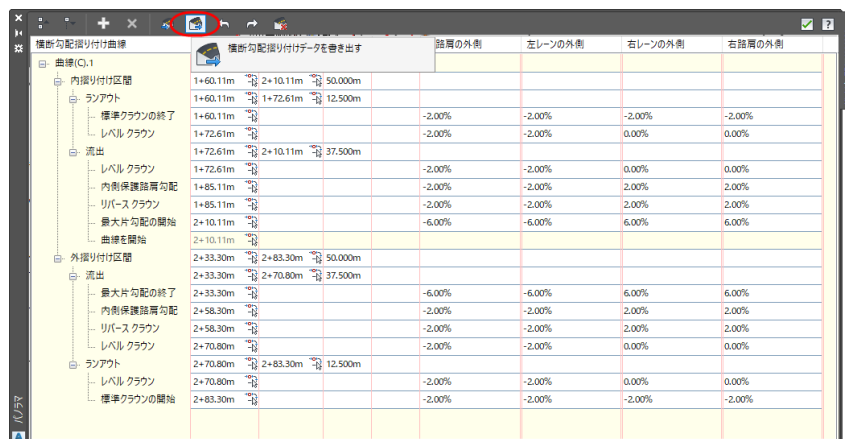 横断勾配摺り付け曲線
横断勾配摺り付けデータを書き出す
路肩の外側 左レーンの外側 右レーンの外側 右路肩の外側
曲線(C).1
内摺り付け区間 1+60.11m 2+10.11m 50.000m
ランアウト 1+60.11m 1+72.61m 12.500m
標準クラウンの終了 1+60.11m -2.00% -2.00% -2.00% -2.00%
レベル クラウン 1+72.61m -2.00% -2.00% 0.00% 0.00%
流出 1+72.61m 2+10.11m 37.500m
レベル クラウン 1+72.61m -2.00% -2.00% 0.00% 0.00%
内側保護路肩勾配 1+85.11m -2.00% -2.00% 2.00% 2.00%
リバース クラウン 1+85.11m -2.00% -2.00% 2.00% 2.00%
最大片勾配の開始 2+10.11m -6.00% -6.00% 6.00% 6.00%
曲線を開始 2+10.11m
外摺り付け区間 2+33.30m 2+83.30m 50.000m
流出 2+33.30m 2+70.80m 37.500m
最大片勾配の終了 2+33.30m -6.00% -6.00% 6.00% 6.00%
内側保護路肩勾配 2+58.30m -2.00% -2.00% 2.00% 2.00%
リバース クラウン 2+58.30m -2.00% -2.00% 2.00% 2.00%
レベル クラウン 2+70.80m -2.00% -2.00% 0.00% 0.00%
ランアウト 2+70.80m 2+83.30m 12.500m
レベル クラウン 2+70.80m -2.00% -2.00% 0.00% 0.00%
標準クラウンの開始 2+83.30m -2.00% -2.00% -2.00% -2.00%
パノラマ